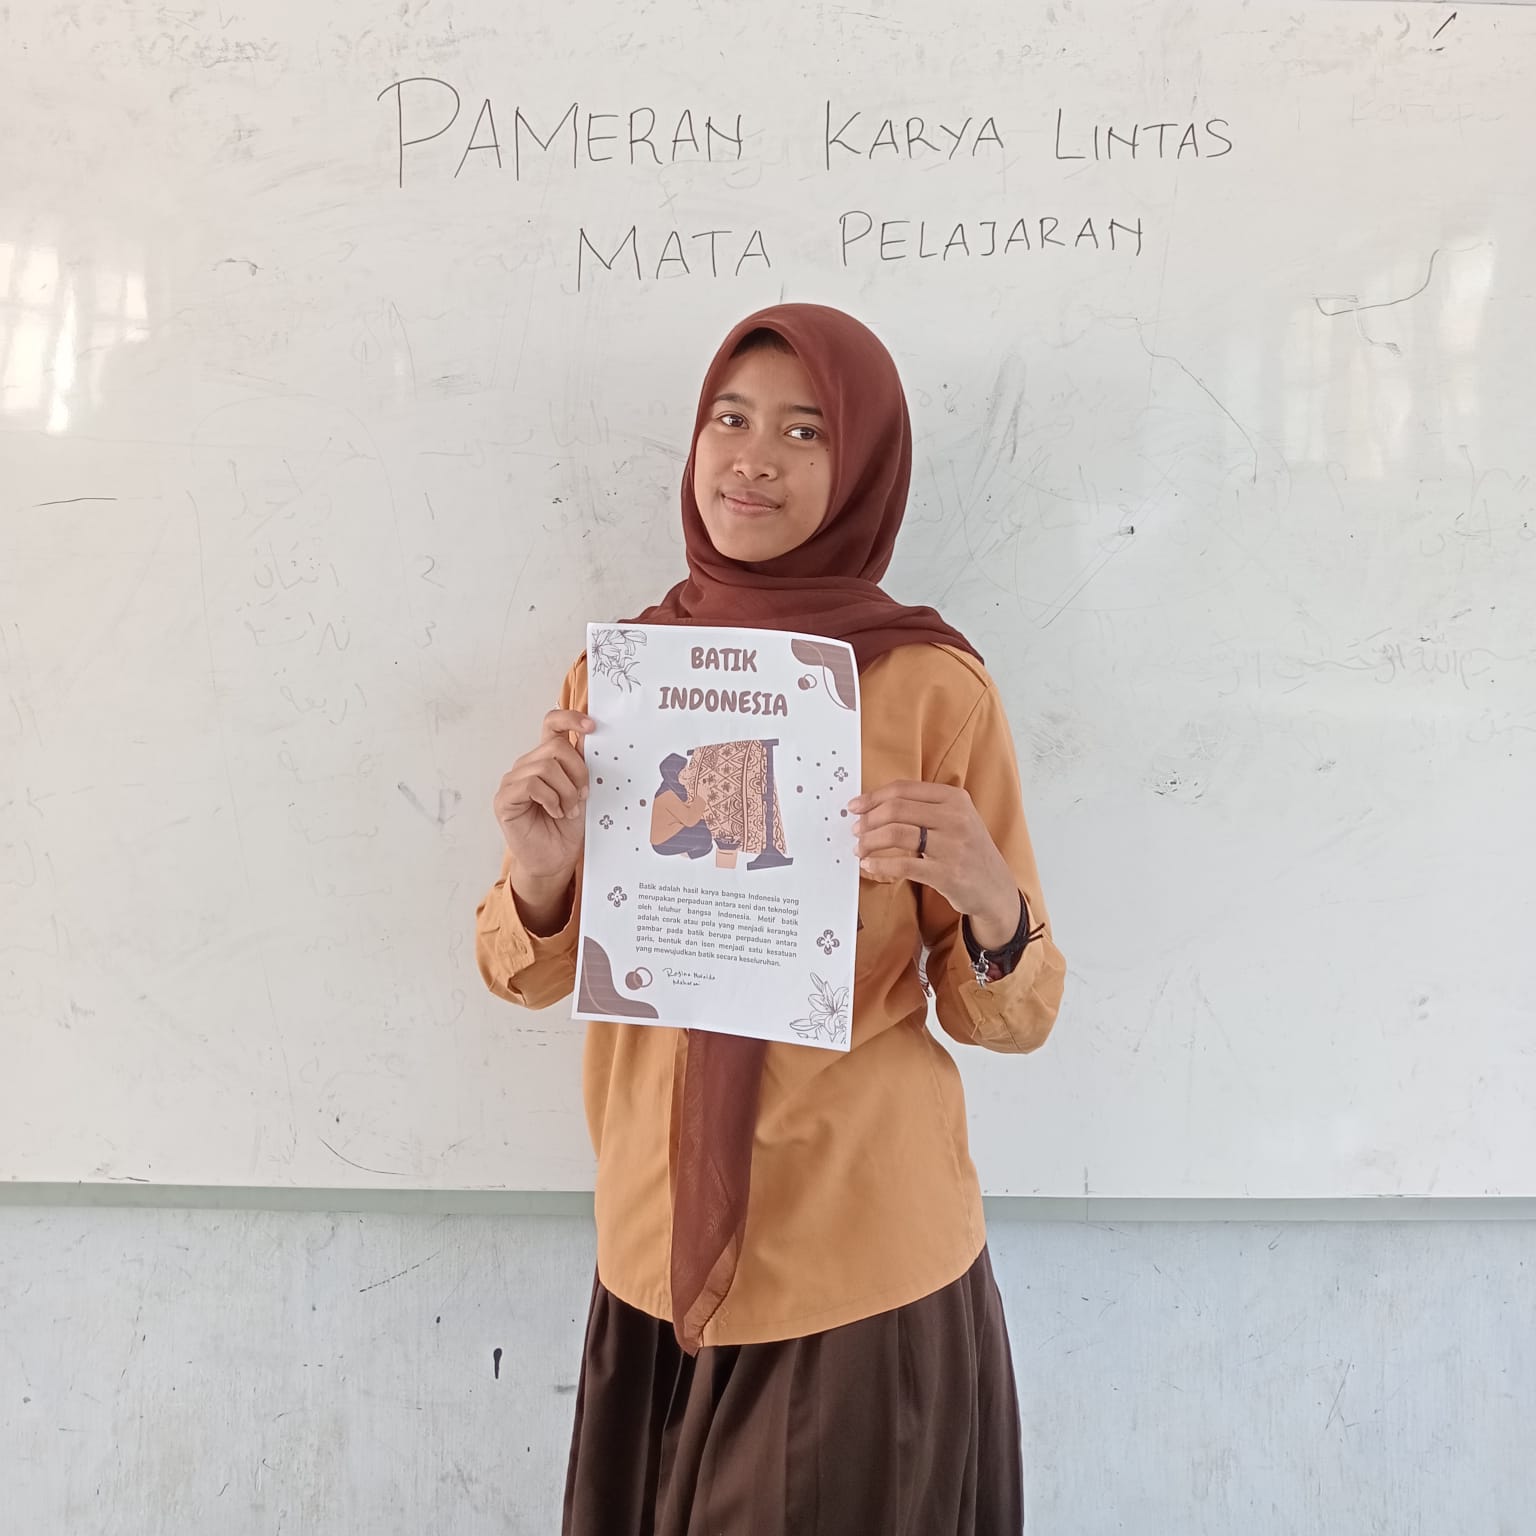 PAMERAN KARYA LINTAS
MATA PELAJARAN
BATIK
INDONESIA
Batik adalah hasil karya bangsa Indonesia yang
merupakan perpaduan antara seni dan teknologi
oleh leluhur bangsa Indonesia. Motif batik
adalah corak atau pola yang menjadi kerangka
gambar pada batik berupa perpaduan antara
garis, bentuk dan isen menjadi satu kesatuan
yang mewujudkan batik secara keseluruhan.